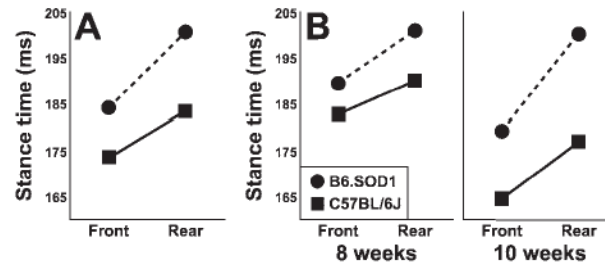 A
Stance time (ms)
205
195
185
175
165
Front Rear
B
Stance time (ms)
205
195
185
175
165
B6.SOD1
C57BL/6J
Front Rear
8 weeks
Front Rear
10 weeks